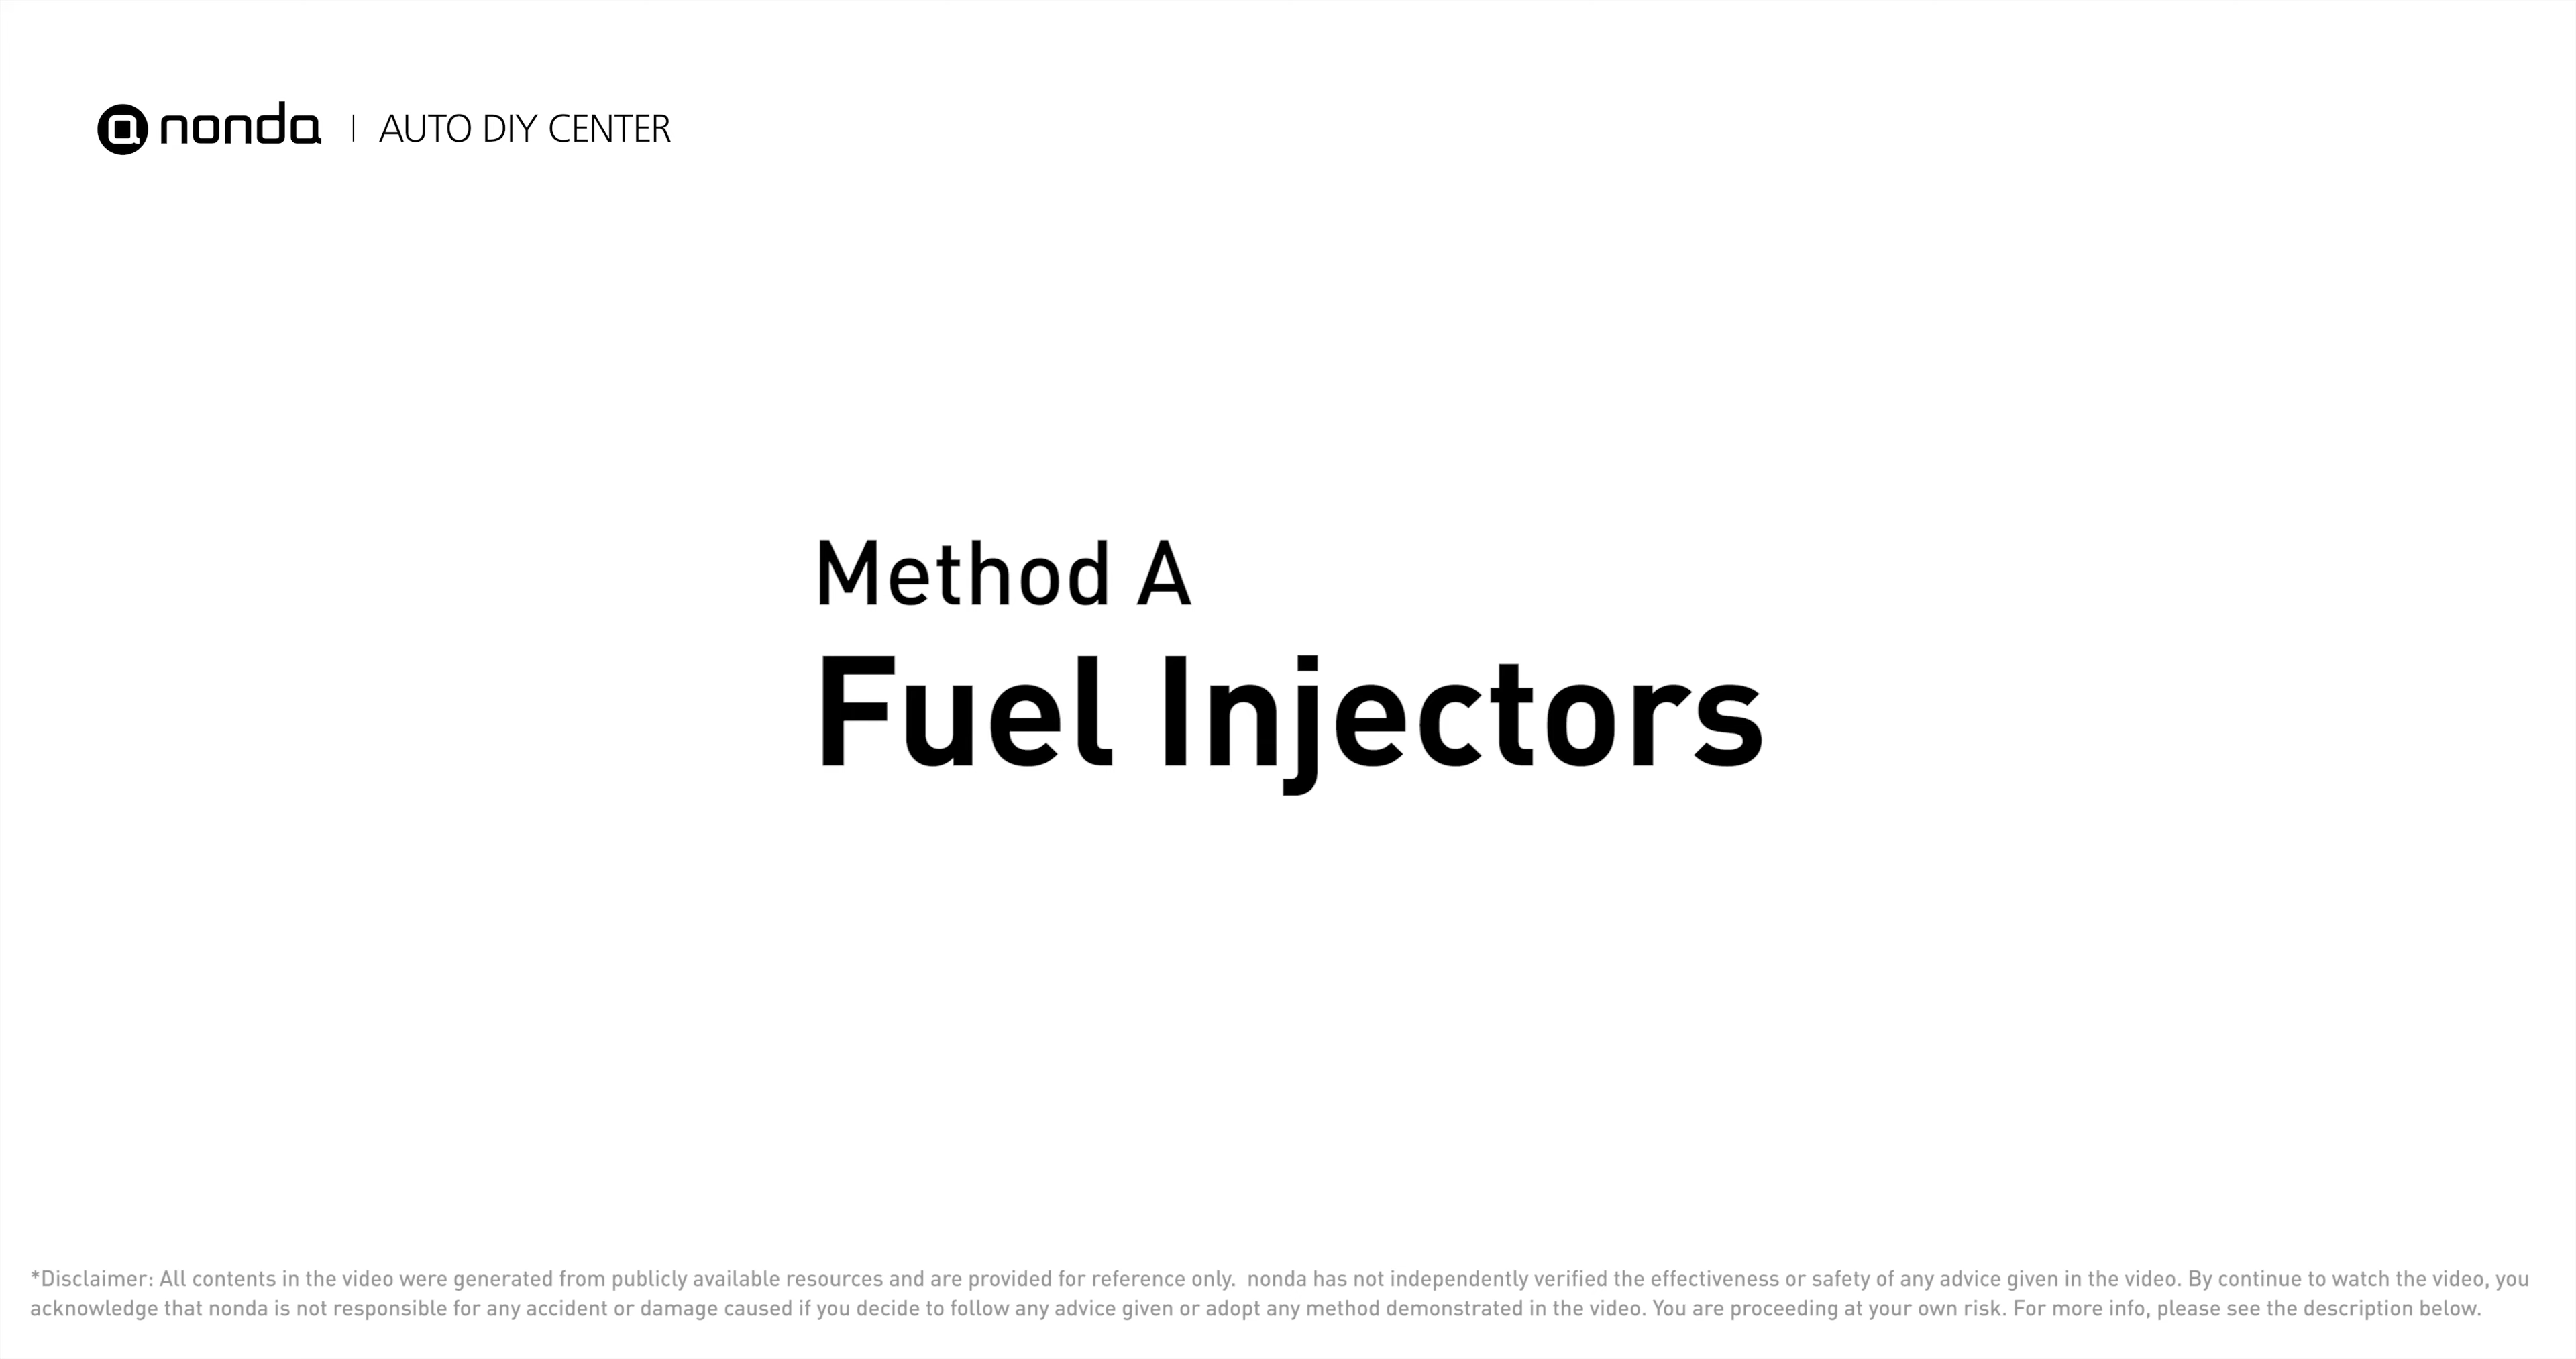 nonda | AUTO DIY CENTER
Method A
Fuel Injectors
*Disclaimer: All contents in the video were generated from publicly available resources and are provided for reference only.  nonda has not independently verified the effectiveness or safety of any advice given in the video. By continue to watch the video, you
acknowledge that nonda is not responsible for any accident or damage caused if you decide to follow any advice given or adopt any method demonstrated in the video. You are proceeding at your own risk. For more info, please see the description below.